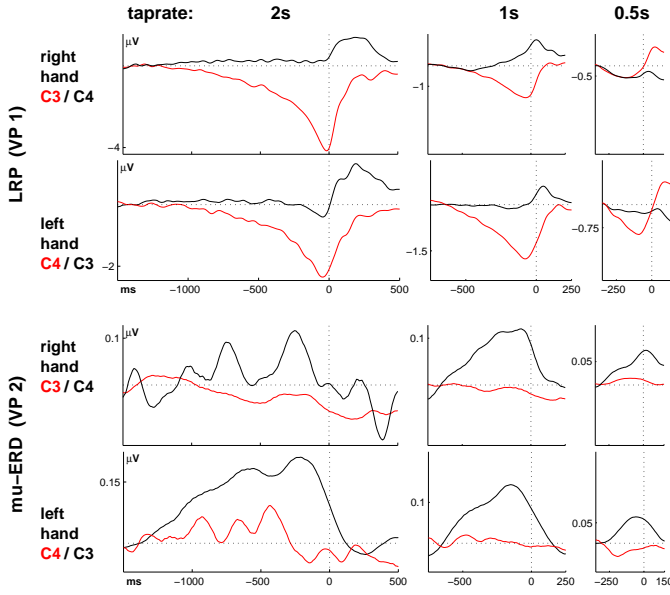 taprate: 2s 1s 0.5s
LRP (VP 1)
right
hand
C3 / C4
μV
−4
−1
−0.5
left
hand
C4 / C3
μV
−2
−1.5
−0.75
ms −1000 −500 0 500
−500 −250 0 250
−250 0
mu−ERD (VP 2)
right
hand
C3 / C4
μV
0.1
0.1
0.05
left
hand
C4 / C3
μV
0.15
0.1
0.05
ms −1000 −500 0 500
−500 −250 0 250
−250 0 150